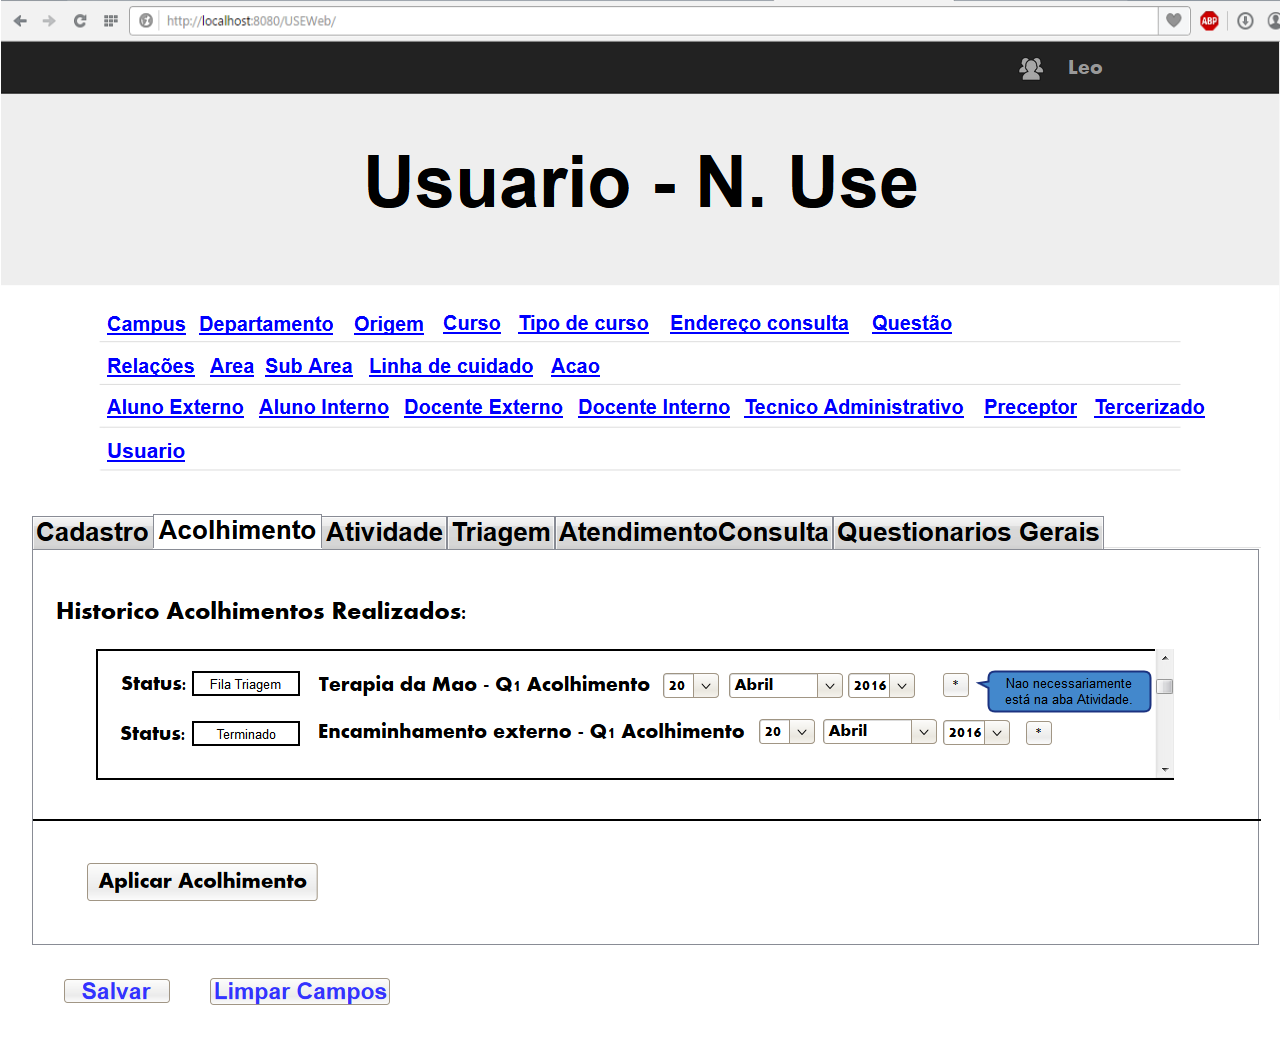 http://localhost:8080/USEWeb/
ABP
Leo
Usuario - N. Use
Campus Departamento Origem Curso Tipo de curso Endereço consulta Questão
Relações Area Sub Area Linha de cuidado Acao
Aluno Externo Aluno Interno Docente Externo Docente Interno Tecnico Administrativo Preceptor Tercerizado
Usuario
Cadastro Acolhimento Atividade Triagem AtendimentoConsulta Questionarios Gerais
Historico Acolhimentos Realizados:
Status: Fila Triagem Terapia da Mao - Q1 Acolhimento 20 Abril 2016 *
Nao necessariamente
está na aba Atividade.
Status: Terminado Encaminhamento externo - Q1 Acolhimento 20 Abril 2016 *
Aplicar Acolhimento
Salvar Limpar Campos